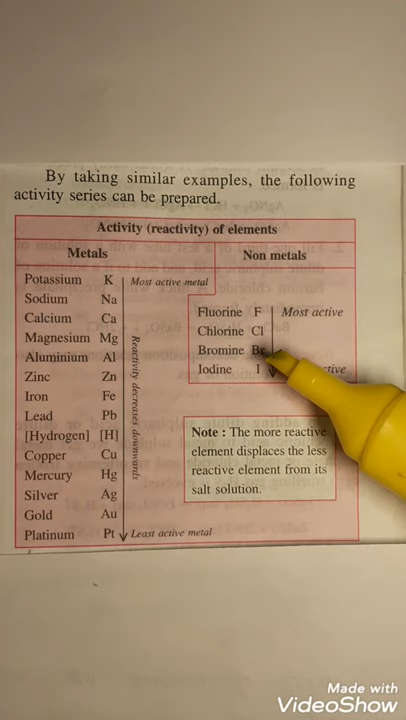 By taking similar examples, the following
activity series can be prepared.
Activity (reactivity) of elements
Metals
Non metals
Potassium K Most active metal
Sodium Na
Calcium Ca
Magnesium Mg
Aluminium Al
Zinc Zn
Iron Fe
Lead Pb
[Hydrogen] [H]
Copper Cu
Mercury Hg
Silver Ag
Gold Au
Platinum Pt Least active metal
Reactivity decreases downwards
Fluorine F Most active
Chlorine Cl
Bromine Br
Iodine I
Note : The more reactive
element displaces the less
reactive element from its
salt solution.
Made with
VideoShow